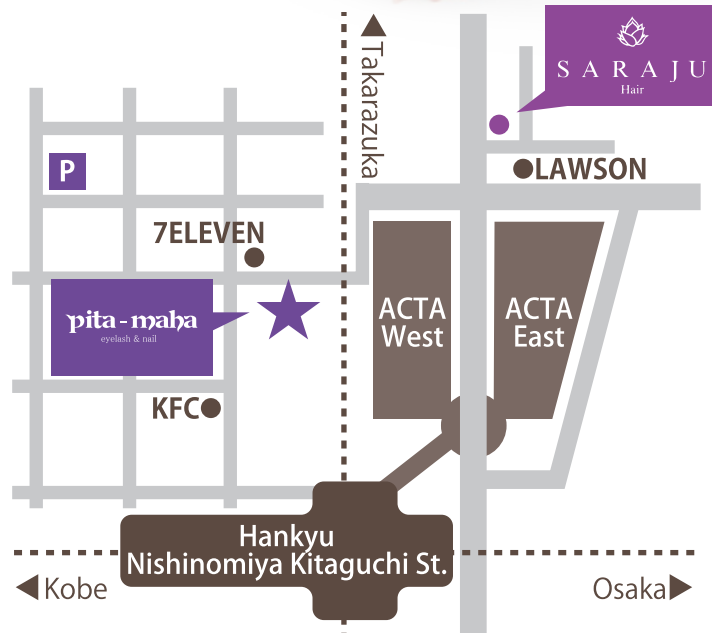 Takarazuka
SARAJU
Hair
P
LAWSON
7ELEVEN
pita-maha
eyelash & nail
ACTA
West
ACTA
East
KFC
Hankyu
Nishinomiya Kitaguchi St.
Kobe
Osaka